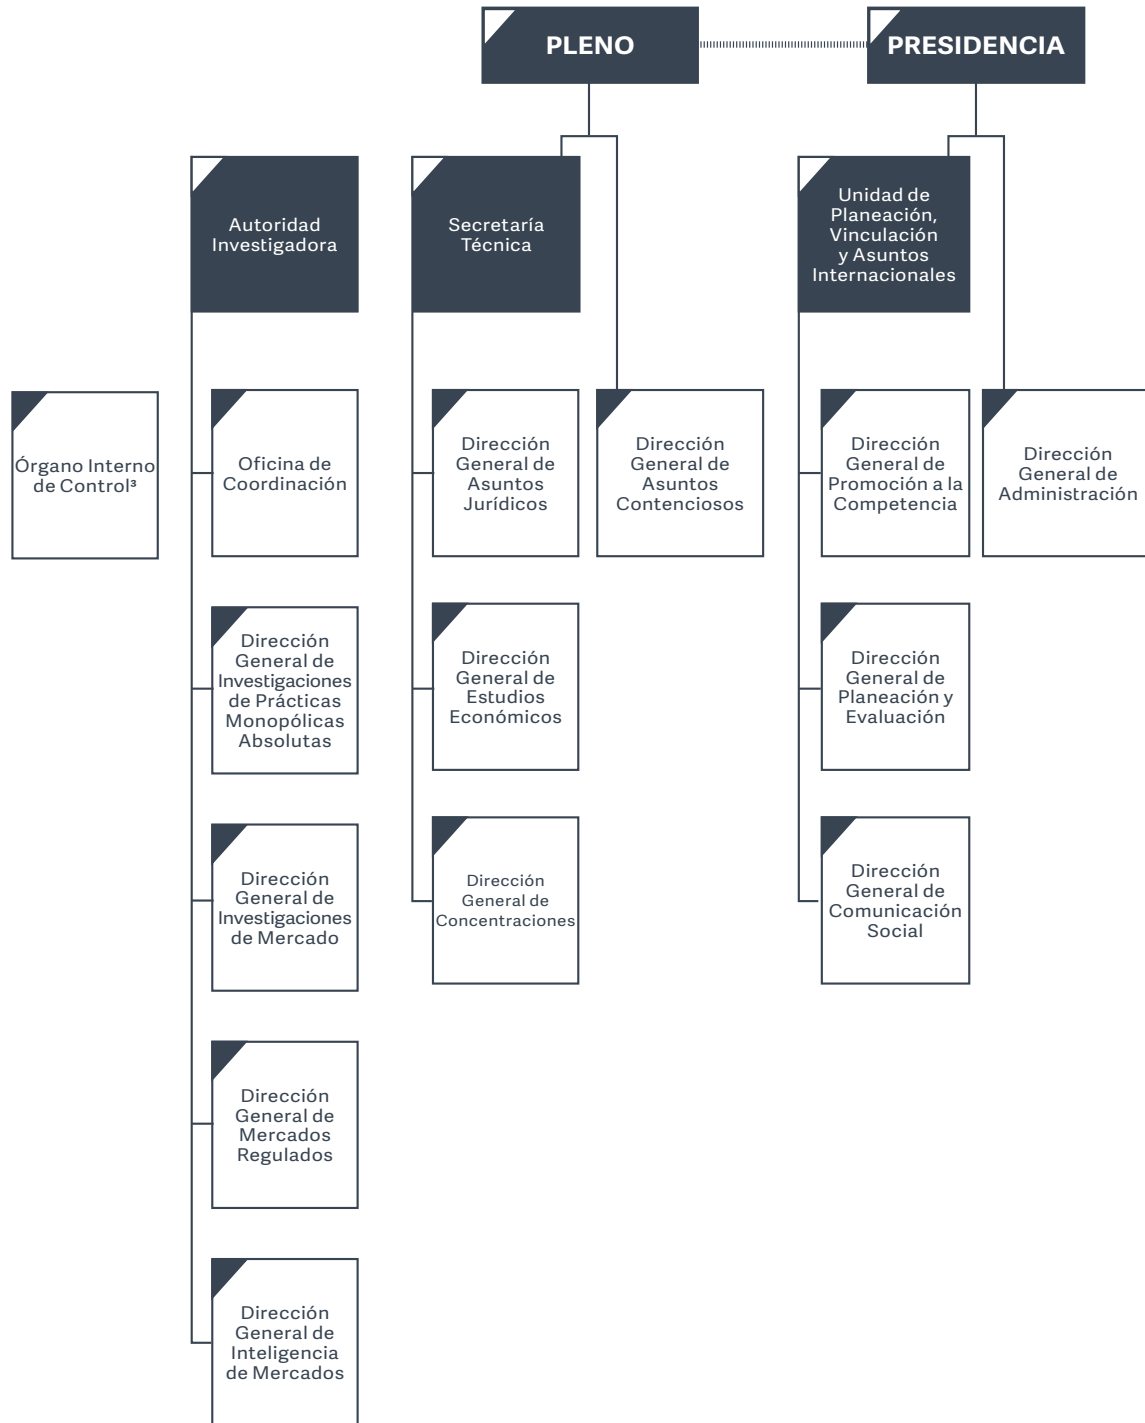 PLENO
PRESIDENCIA
Autoridad
Investigadora
Secretaría
Técnica
Unidad de
Planeación,
Vinculación
y Asuntos
Internacionales
Órgano Interno
de Control³
Oficina de
Coordinación
Dirección
General de
Asuntos
Jurídicos
Dirección
General de
Asuntos
Contenciosos
Dirección
General de
Promoción a la
Competencia
Dirección
General de
Administración
Dirección
General de
Investigaciones
de Prácticas
Monopólicas
Absolutas
Dirección
General de
Estudios
Económicos
Dirección
General de
Planeación y
Evaluación
Dirección
General de
Investigaciones
de Mercado
Dirección
General de
Concentraciones
Dirección
General de
Comunicación
Social
Dirección
General de
Mercados
Regulados
Dirección
General de
Inteligencia
de Mercados